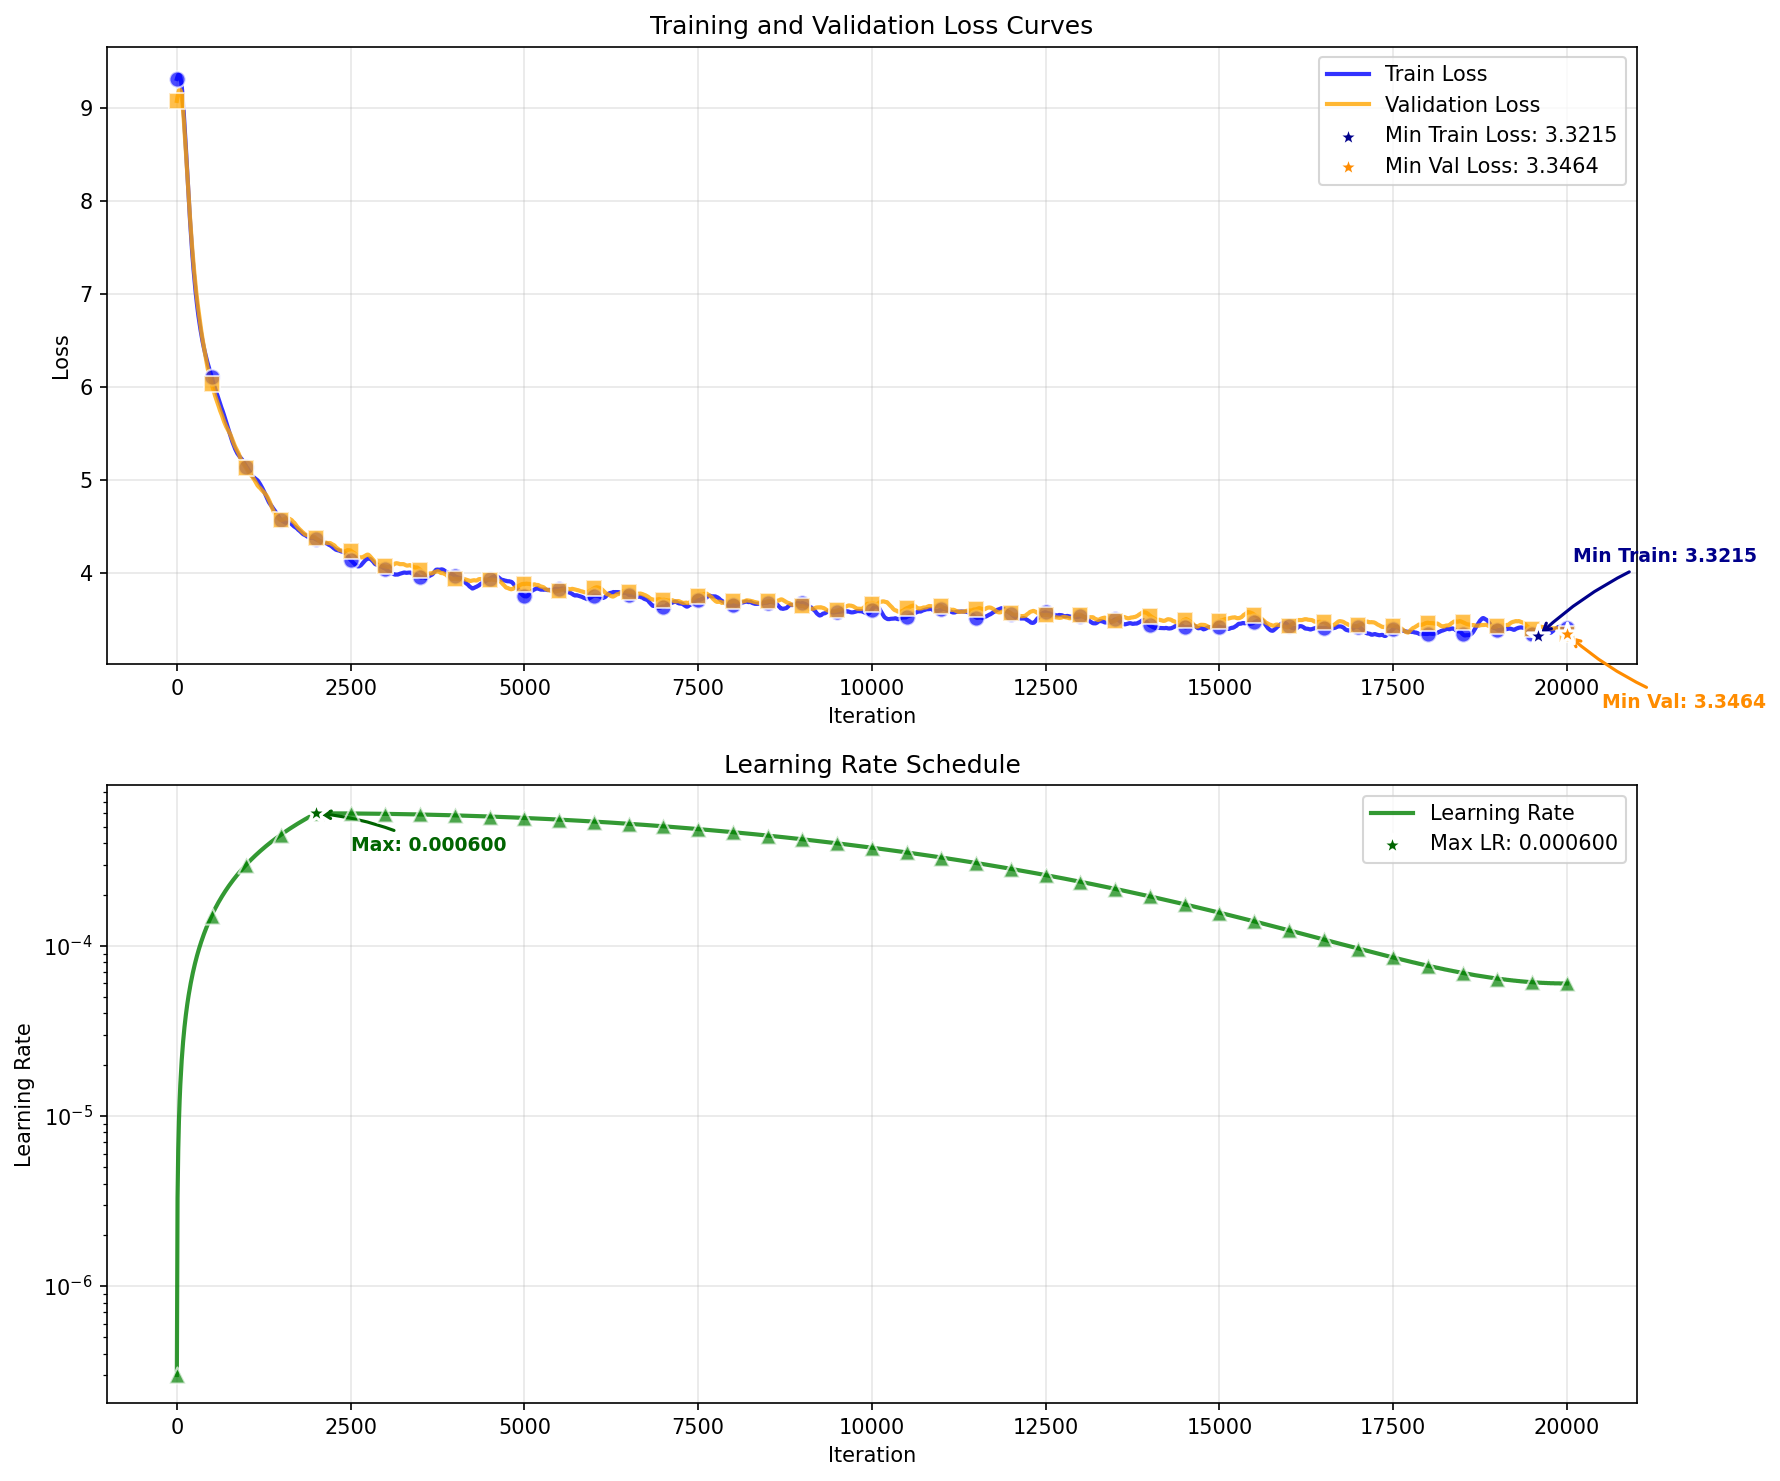 Training and Validation Loss Curves
Loss
9
8
7
6
5
4
Train Loss
Validation Loss
Min Train Loss: 3.3215
Min Val Loss: 3.3464
Min Train: 3.3215
Min Val: 3.3464
0 2500 5000 7500 10000 12500 15000 17500 20000
Iteration
Learning Rate Schedule
Learning Rate
10⁻⁴
10⁻⁵
10⁻⁶
Learning Rate
Max LR: 0.000600
Max: 0.000600
0 2500 5000 7500 10000 12500 15000 17500 20000
Iteration